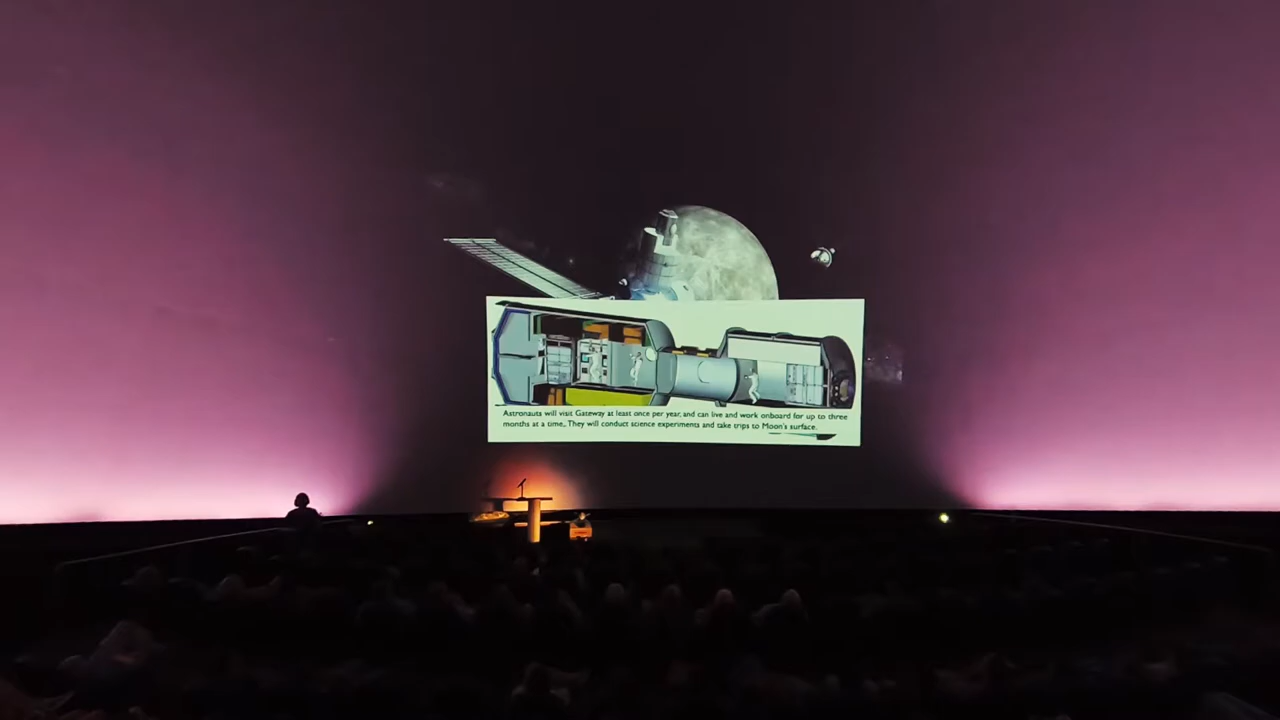 Astronauts will visit Gateway at least once per year, and can live and work onboard for up to three
months at a time,. They will conduct science experiments and take trips to Moon's surface.